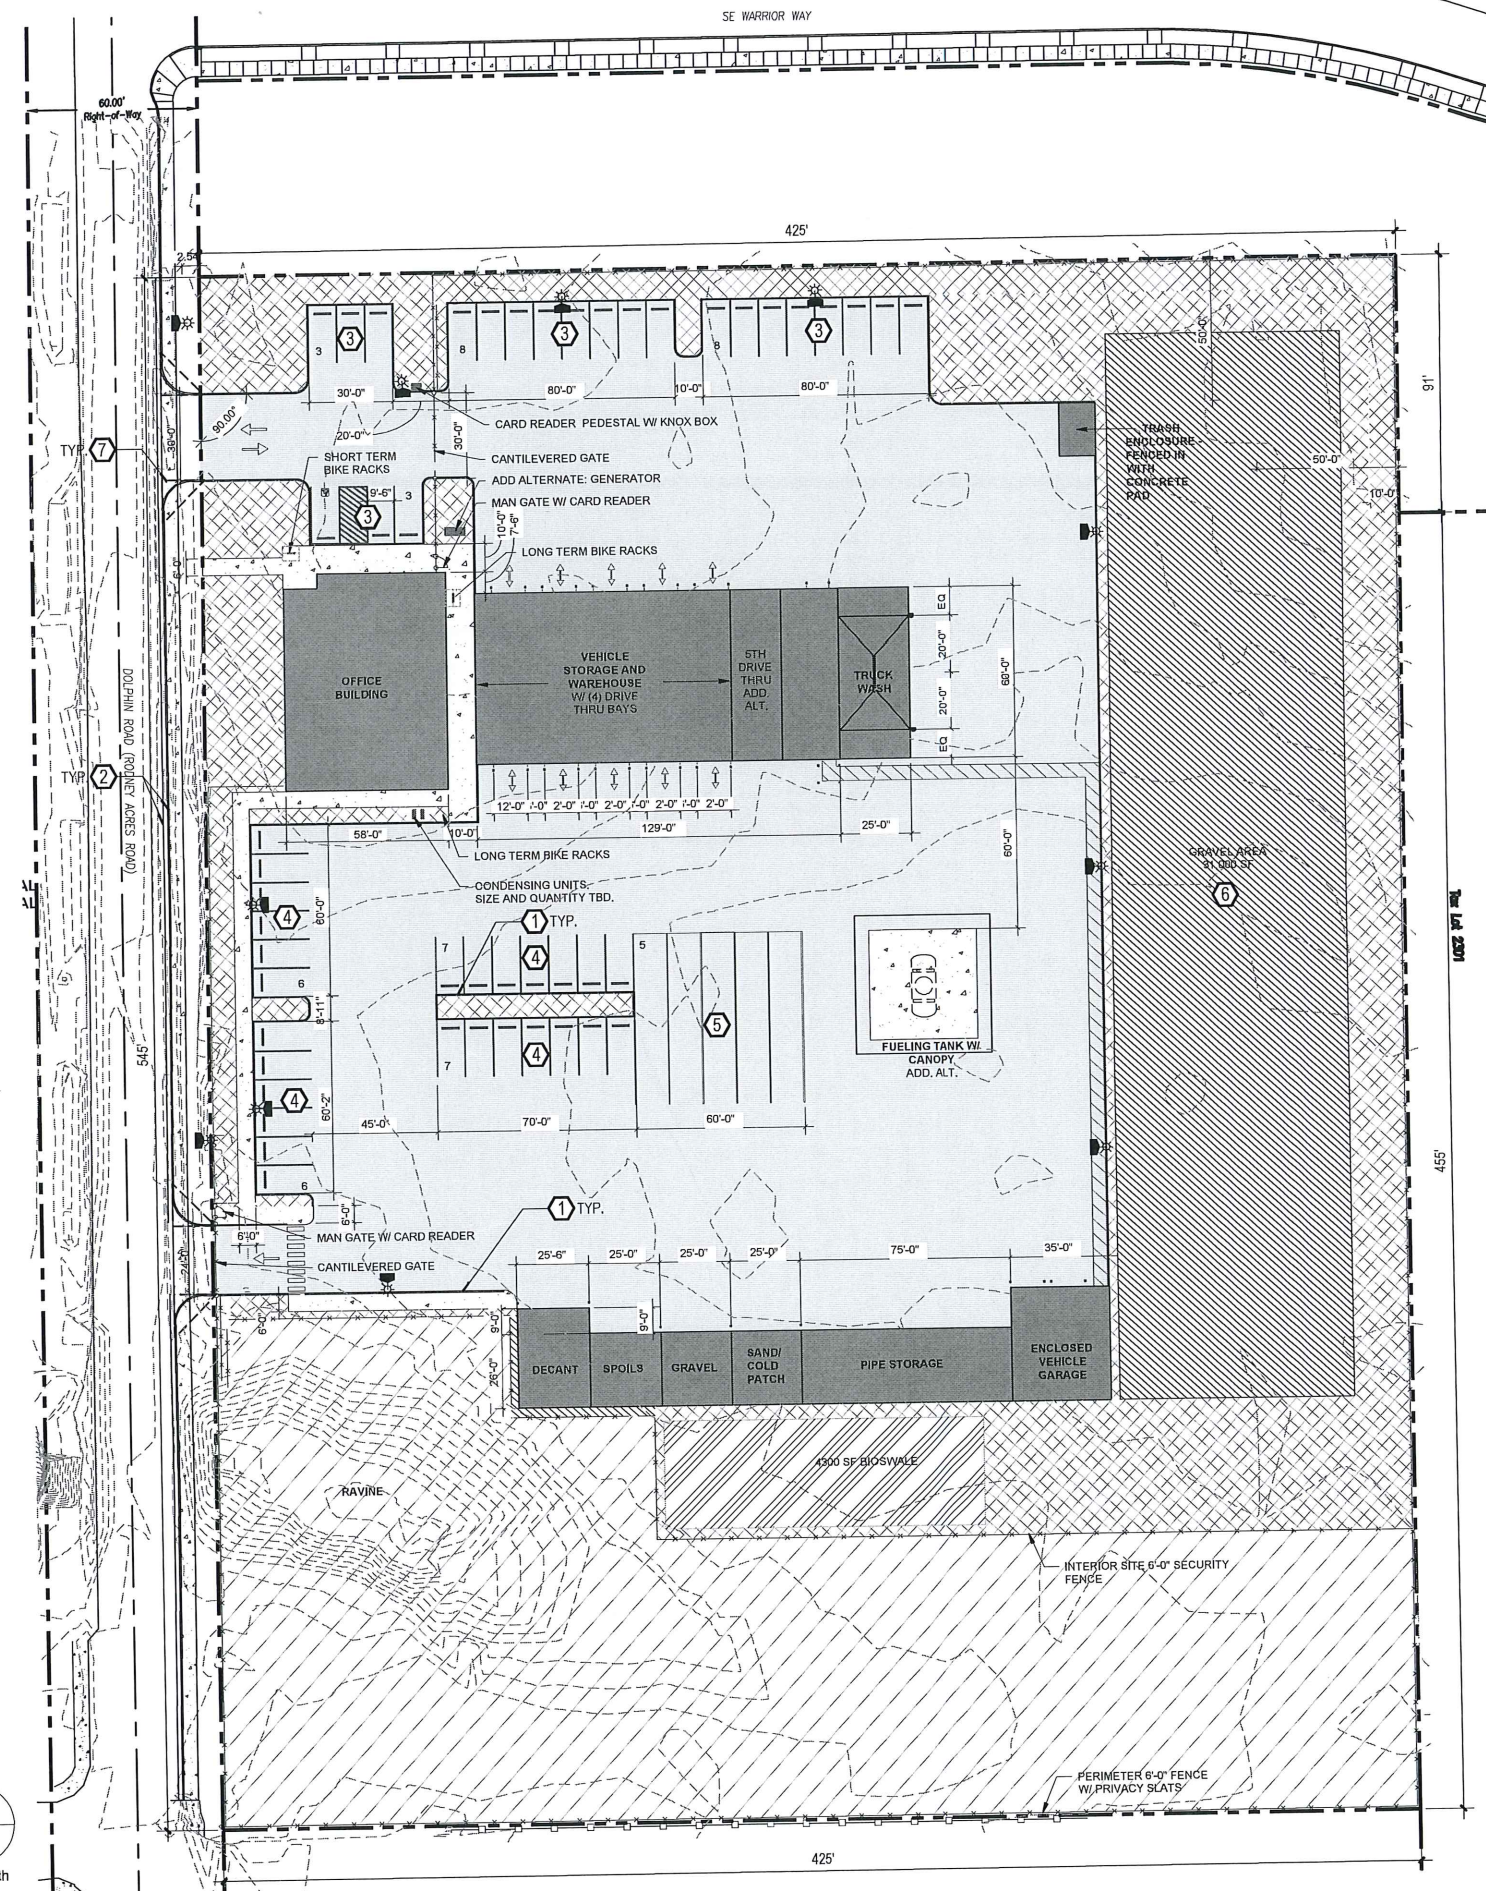 SE WARRIOR WAY
60.00'
Right-of-Way
425'
2.54'
3
3
3
3
8
8
30'-0"
80'-0"
10'-0"
80'-0"
50'-0"
91'
90.00°
20'-0"
30'-0"
CARD READER PEDESTAL W/ KNOX BOX
TYP. 7
SHORT TERM
BIKE RACKS
CANTILEVERED GATE
ADD ALTERNATE: GENERATOR
MAN GATE W/ CARD READER
TRASH
ENCLOSURE -
FENCED IN
WITH
CONCRETE
PAD
50'-0"
10'-0"
9'-6"
3
3
10'-0"
7'-6"
LONG TERM BIKE RACKS
6'-0"
OFFICE
BUILDING
VEHICLE
STORAGE AND
WAREHOUSE
W/ (4) DRIVE
THRU BAYS
5TH
DRIVE
THRU
ADD.
ALT.
TRUCK
WASH
EQ
20'-0"
20'-0"
EQ
60'-0"
DOLPHIN ROAD (RODNEY ACRES ROAD)
TYP. 2
12'-0"
2'-0"
2'-0"
2'-0"
2'-0"
58'-0"
10'-0"
129'-0"
25'-0"
60'-0"
LONG TERM BIKE RACKS
CONDENSING UNITS,
SIZE AND QUANTITY TBD.
GRAVEL AREA
31,000 SF
6
AL
AL
Tax Lot 2301
4
60'-0"
1 TYP.
7
4
5
6
8'-11"
5
545'
4
7
4
60'-2"
FUELING TANK W/
CANOPY
ADD. ALT.
45'-0"
70'-0"
60'-0"
455'
6
1 TYP.
6'-0"
6'-0"
MAN GATE W/ CARD READER
24'-0"
CANTILEVERED GATE
25'-6"
25'-0"
25'-0"
25'-0"
75'-0"
35'-0"
6'-0"
9'-0"
9'-0"
26'-0"
DECANT
SPOILS
GRAVEL
SAND/
COLD
PATCH
PIPE STORAGE
ENCLOSED
VEHICLE
GARAGE
4300 SF BIOSWALE
RAVINE
INTERIOR SITE 6'-0" SECURITY
FENCE
PERIMETER 6'-0" FENCE
W/ PRIVACY SLATS
425'